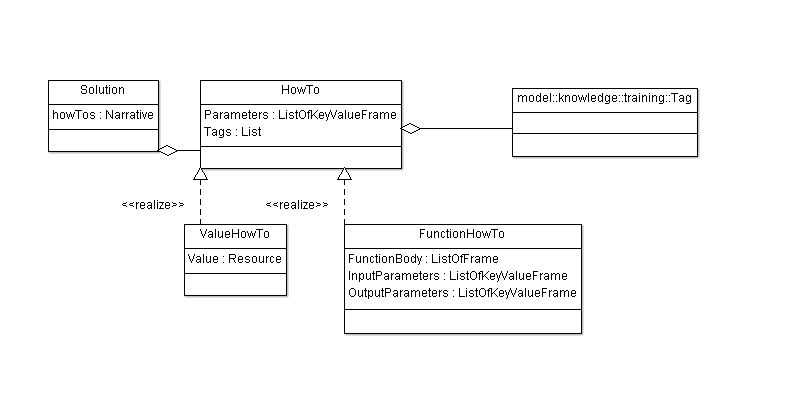 Solution
howTos : Narrative
HowTo
Parameters : ListOfKeyValueFrame
Tags : List
model::knowledge::training::Tag
<<realize>>
<<realize>>
ValueHowTo
Value : Resource
FunctionHowTo
FunctionBody : ListOfFrame
InputParameters : ListOfKeyValueFrame
OutputParameters : ListOfKeyValueFrame